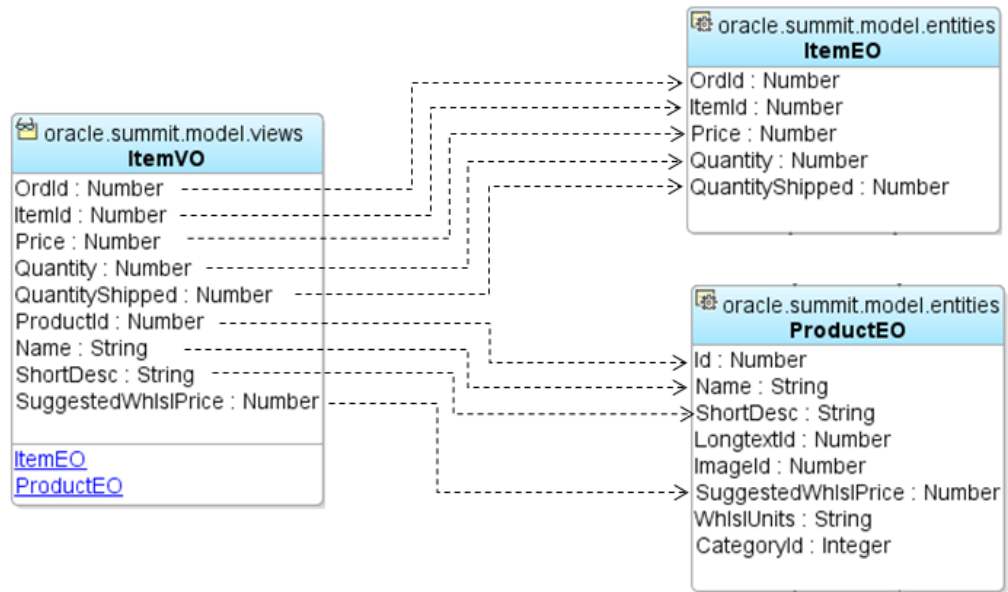 oracle.summit.model.views
ItemVO
OrdId : Number
ItemId : Number
Price : Number
Quantity : Number
QuantityShipped : Number
ProductId : Number
Name : String
ShortDesc : String
SuggestedWhlslPrice : Number
ItemEO
ProductEO
oracle.summit.model.entities
ItemEO
OrdId : Number
ItemId : Number
Price : Number
Quantity : Number
QuantityShipped : Number
oracle.summit.model.entities
ProductEO
Id : Number
Name : String
ShortDesc : String
LongtextId : Number
ImageId : Number
SuggestedWhlslPrice : Number
WhlslUnits : String
CategoryId : Integer